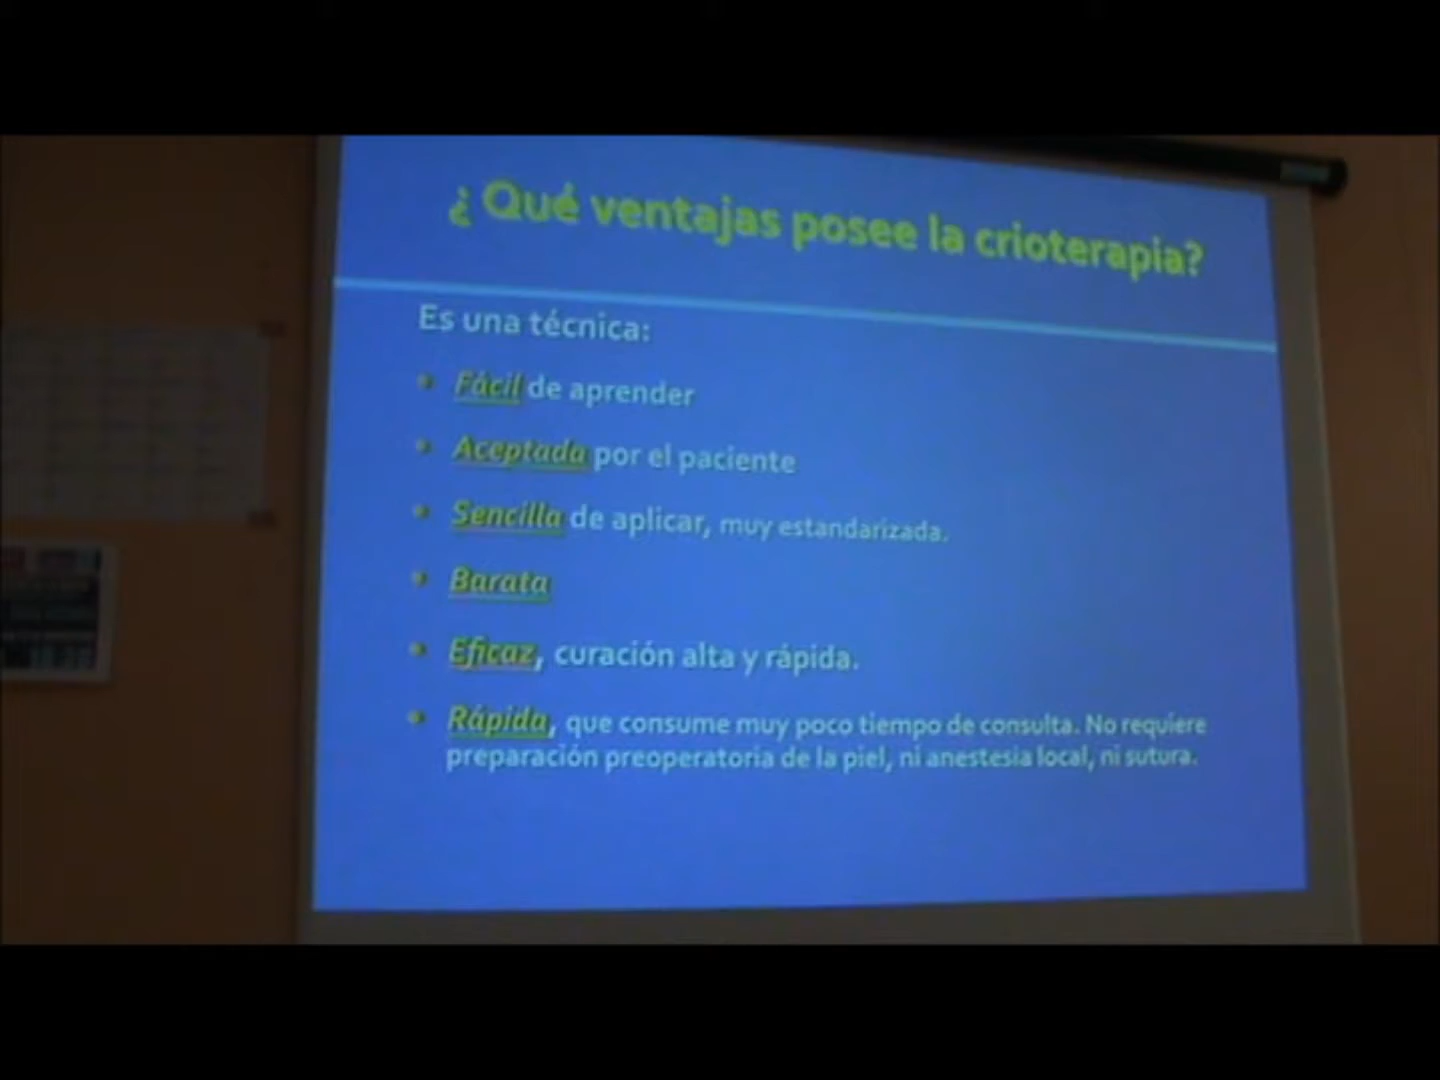 ¿ Qué ventajas posee la crioterapia?
Es una técnica:
• Fácil de aprender
• Aceptada por el paciente
• Sencilla de aplicar, muy estandarizada.
• Barata
• Eficaz, curación alta y rápida.
• Rápida, que consume muy poco tiempo de consulta. No requiere
preparación preoperatoria de la piel, ni anestesia local, ni sutura.